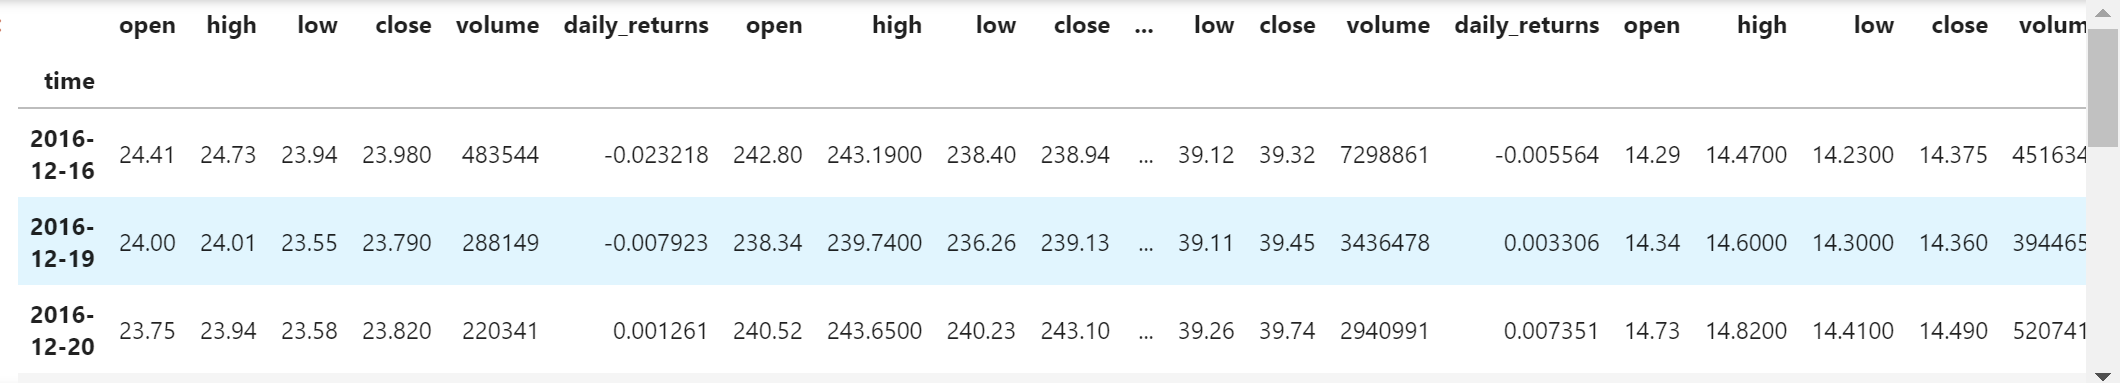 open high low close volume daily_returns open high low close ... low close volume daily_returns open high low close volum
time
2016-12-16 24.41 24.73 23.94 23.980 483544 -0.023218 242.80 243.1900 238.40 238.94 ... 39.12 39.32 7298861 -0.005564 14.29 14.4700 14.2300 14.375 451634
2016-12-19 24.00 24.01 23.55 23.790 288149 -0.007923 238.34 239.7400 236.26 239.13 ... 39.11 39.45 3436478 0.003306 14.34 14.6000 14.3000 14.360 394465
2016-12-20 23.75 23.94 23.58 23.820 220341 0.001261 240.52 243.6500 240.23 243.10 ... 39.26 39.74 2940991 0.007351 14.73 14.8200 14.4100 14.490 520741